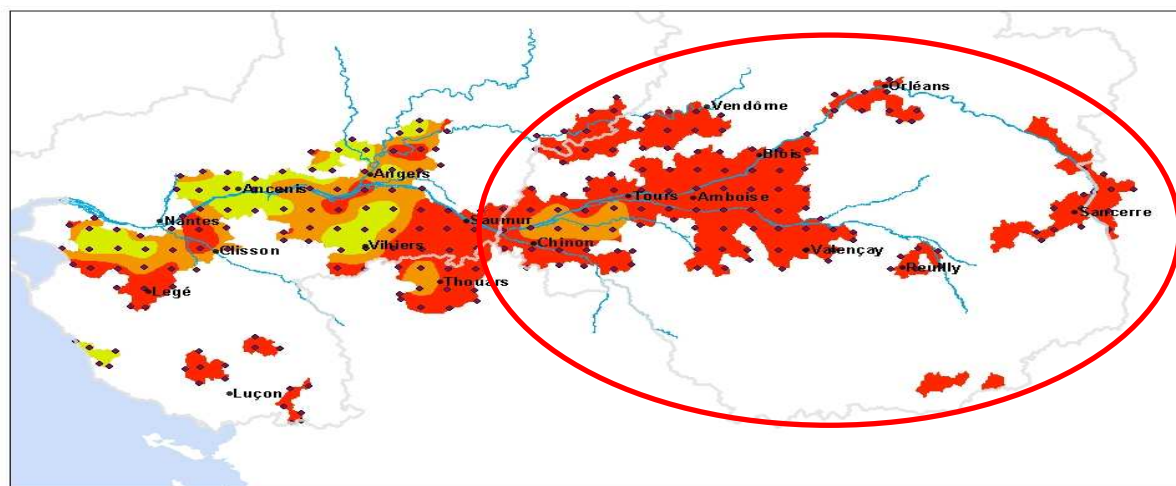 Orléans
Vendôme
Blois
Angers
Ancenis
Tours
Amboise
Nantes
Saumur
Sancerre
Clisson
Vihiers
Chinon
Valençay
Reuilly
Legé
Thouars
Luçon